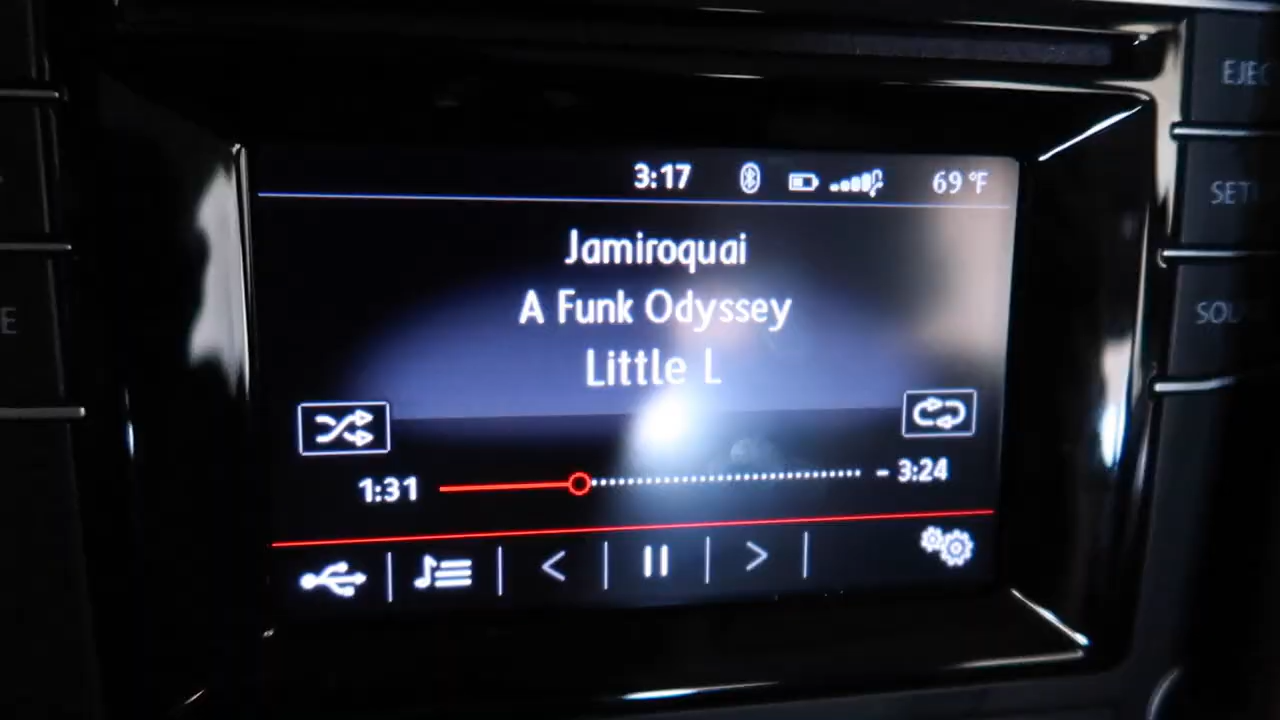 EJEC
3:17 69 °F
SET
Jamiroquai
A Funk Odyssey
SOU
Little L
E
1:31 - 3:24